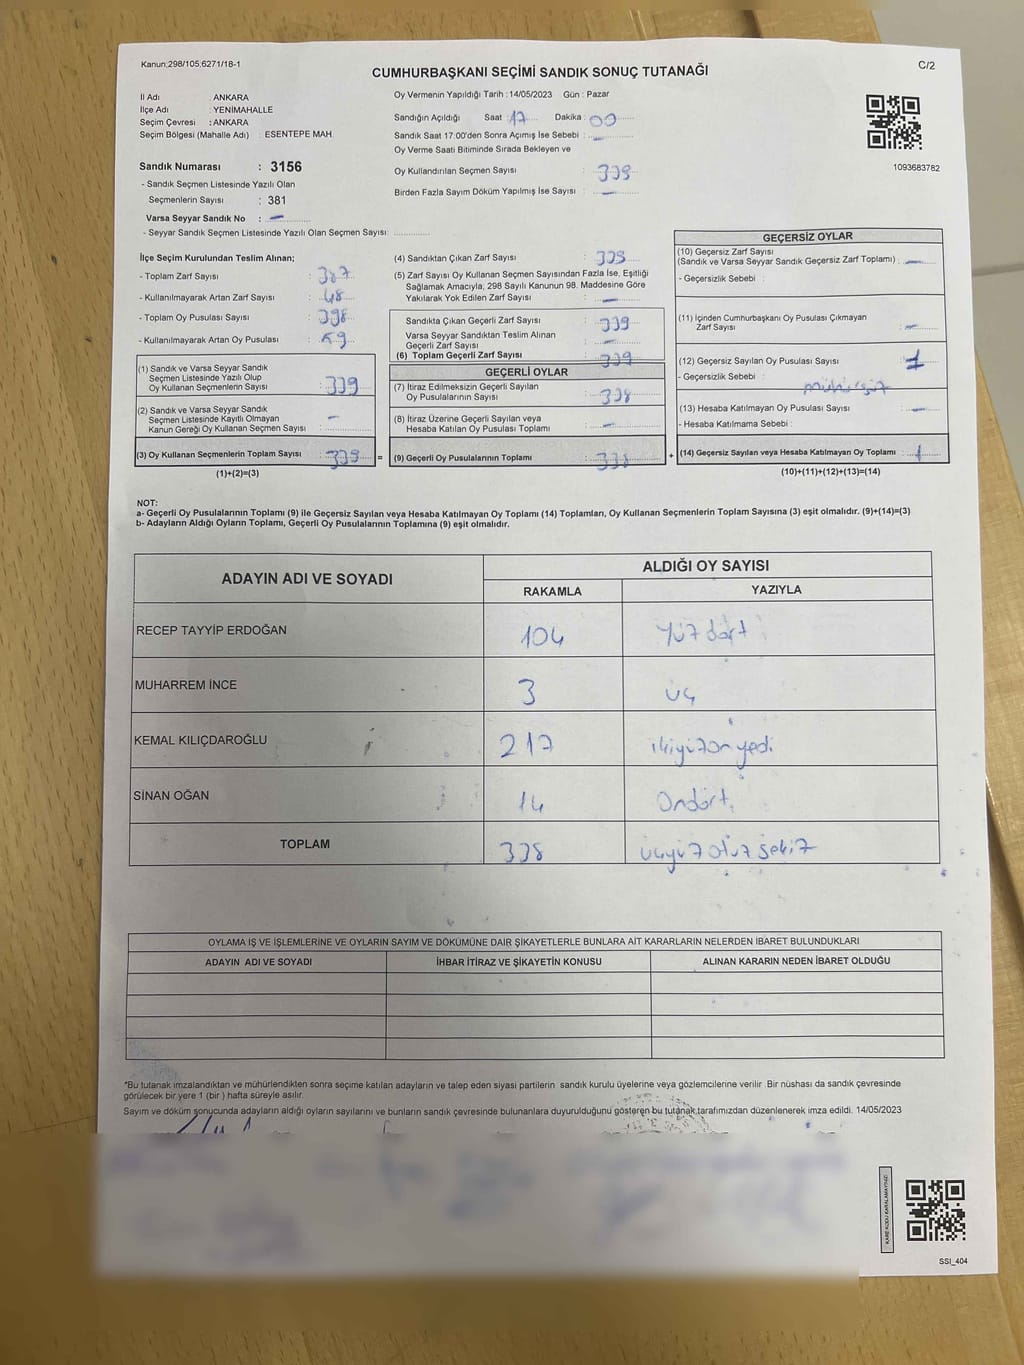 Kanun;298/105;6271/18-1
C/2
CUMHURBAŞKANI SEÇİMİ SANDIK SONUÇ TUTANAĞI
İl Adı : ANKARA
İlçe Adı : YENİMAHALLE
Seçim Çevresi : ANKARA
Seçim Bölgesi (Mahalle Adı) : ESENTEPE MAH.
Sandık Numarası : 3156
- Sandık Seçmen Listesinde Yazılı Olan
Seçmenlerin Sayısı : 381
Varsa Seyyar Sandık No : —
- Seyyar Sandık Seçmen Listesinde Yazılı Olan Seçmen Sayısı:
Oy Vermenin Yapıldığı Tarih : 14/05/2023 Gün : Pazar
Sandığın Açıldığı Saat : 17 Dakika : 00
Sandık Saat 17:00'den Sonra Açımış İse Sebebi : —
Oy Verme Saati Bitiminde Sırada Bekleyen ve
Oy Kullandırılan Seçmen Sayısı : 339
Birden Fazla Sayım Döküm Yapılmış İse Sayısı : —
1093683782
İlçe Seçim Kurulundan Teslim Alınan;
- Toplam Zarf Sayısı : 387
- Kullanılmayarak Artan Zarf Sayısı : 48
- Toplam Oy Pusulası Sayısı : 398
- Kullanılmayarak Artan Oy Pusulası : 59
(1) Sandık ve Varsa Seyyar Sandık
Seçmen Listesinde Yazılı Olup
Oy Kullanan Seçmenlerin Sayısı : 339
(2) Sandık ve Varsa Seyyar Sandık
Seçmen Listesinde Kayıtlı Olmayan
Kanun Gereği Oy Kullanan Seçmen Sayısı : —
(3) Oy Kullanan Seçmenlerin Toplam Sayısı : 339
(1)+(2)=(3)
(4) Sandıktan Çıkan Zarf Sayısı : 339
(5) Zarf Sayısı Oy Kullanan Seçmen Sayısından Fazla İse, Eşitliği
Sağlamak Amacıyla; 298 Sayılı Kanunun 98. Maddesine Göre
Yakılarak Yok Edilen Zarf Sayısı : —
Sandıkta Çıkan Geçerli Zarf Sayısı : 339
Varsa Seyyar Sandıktan Teslim Alınan
Geçerli Zarf Sayısı : —
(6) Toplam Geçerli Zarf Sayısı : 339
GEÇERLİ OYLAR
(7) İtiraz Edilmeksizin Geçerli Sayılan
Oy Pusulalarının Sayısı : 338
(8) İtiraz Üzerine Geçerli Sayılan veya
Hesaba Katılan Oy Pusulası Toplamı : —
= (9) Geçerli Oy Pusulalarının Toplamı : 338
GEÇERSİZ OYLAR
(10) Geçersiz Zarf Sayısı
(Sandık ve Varsa Seyyar Sandık Geçersiz Zarf Toplamı) : —
- Geçersizlik Sebebi :
(11) İçinden Cumhurbaşkanı Oy Pusulası Çıkmayan
Zarf Sayısı : —
(12) Geçersiz Sayılan Oy Pusulası Sayısı : 1
- Geçersizlik Sebebi : mühürsüz
(13) Hesaba Katılmayan Oy Pusulası Sayısı : —
- Hesaba Katılmama Sebebi :
+ (14) Geçersiz Sayılan veya Hesaba Katılmayan Oy Toplamı : 1
(10)+(11)+(12)+(13)=(14)
NOT:
a- Geçerli Oy Pusulalarının Toplamı (9) ile Geçersiz Sayılan veya Hesaba Katılmayan Oy Toplamı (14) Toplamları, Oy Kullanan Seçmenlerin Toplam Sayısına (3) eşit olmalıdır. (9)+(14)=(3)
b- Adayların Aldığı Oyların Toplamı, Geçerli Oy Pusulalarının Toplamına (9) eşit olmalıdır.
ADAYIN ADI VE SOYADI ALDIĞI OY SAYISI
RAKAMLA YAZIYLA
RECEP TAYYİP ERDOĞAN 104 Yüz dört
MUHARREM İNCE 3 üç
KEMAL KILIÇDAROĞLU 217 ikiyüzon yedi
SİNAN OĞAN 14 Ondört
TOPLAM 338 üçyüz otuz sekiz
OYLAMA İŞ VE İŞLEMLERİNE VE OYLARIN SAYIM VE DÖKÜMÜNE DAİR ŞİKAYETLERLE BUNLARA AİT KARARLARIN NELERDEN İBARET BULUNDUKLARI
ADAYIN ADI VE SOYADI İHBAR İTİRAZ VE ŞİKAYETİN KONUSU ALINAN KARARIN NEDEN İBARET OLDUĞU
*Bu tutanak imzalandıktan ve mühürlendikten sonra seçime katılan adayların ve talep eden siyasi partilerin sandık kurulu üyelerine veya gözlemcilerine verilir. Bir nüshası da sandık çevresinde
görülecek bir yere 1 (bir) hafta süreyle asılır.
Sayım ve döküm sonucunda adayların aldığı oyların sayılarını ve bunların sandık çevresinde bulunanlara duyurulduğunu gösteren bu tutanak tarafımızdan düzenlenerek imza edildi. 14/05/2023
KARE KODU KARALAMAYINIZ!
SSI_404